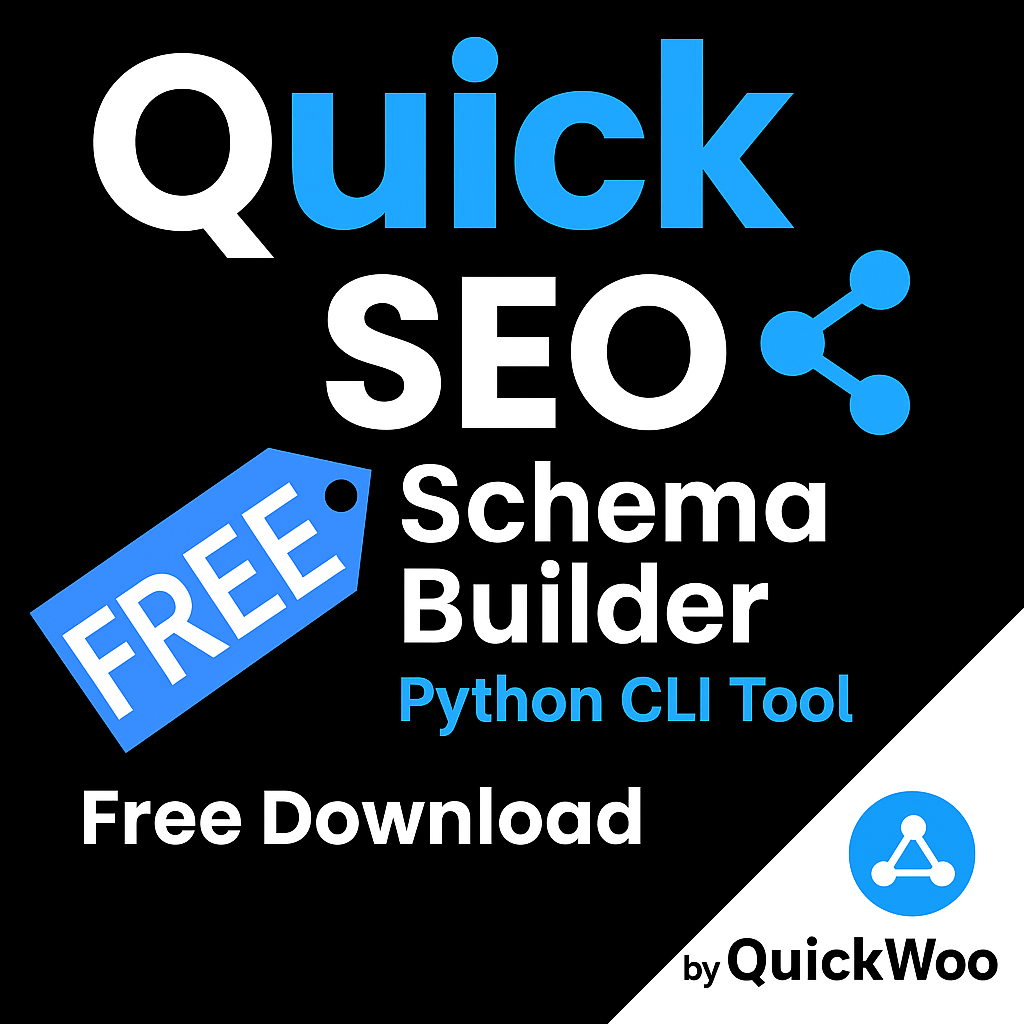 Quick
SEO
FREE
Schema
Builder
Python CLI Tool
Free Download
by QuickWoo